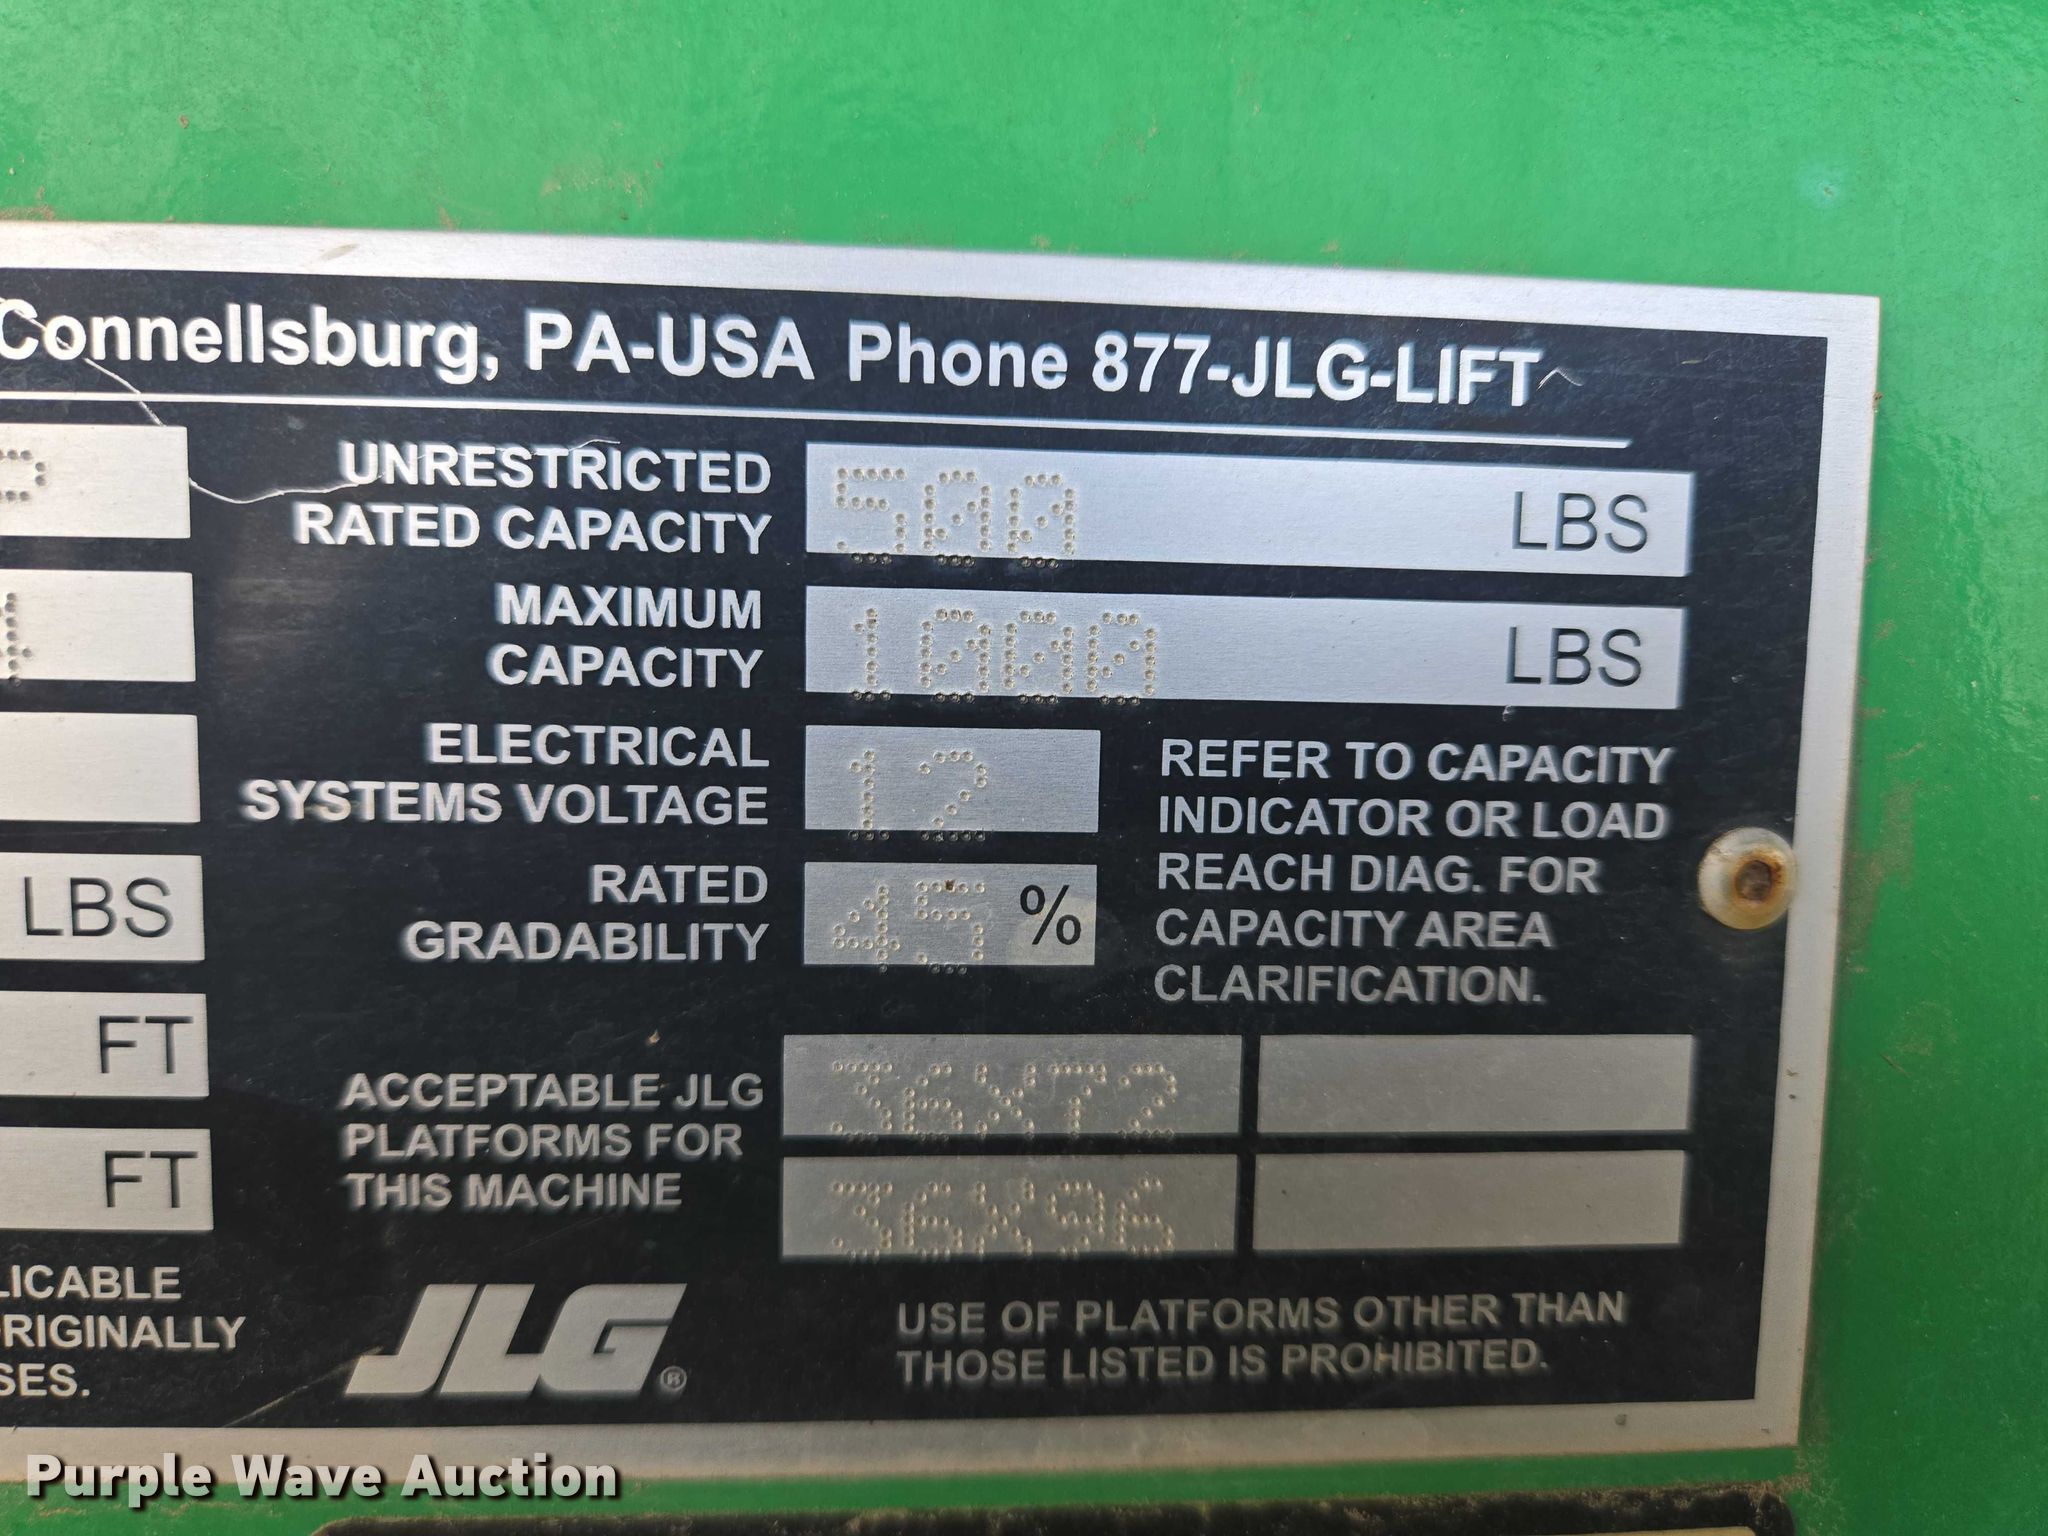 Connellsburg, PA-USA Phone 877-JLG-LIFT
P
UNRESTRICTED
RATED CAPACITY
500 LBS
4
MAXIMUM
CAPACITY
1000 LBS
ELECTRICAL
SYSTEMS VOLTAGE
12
REFER TO CAPACITY
INDICATOR OR LOAD
REACH DIAG. FOR
CAPACITY AREA
CLARIFICATION.
LBS
RATED
GRADABILITY
45 %
FT
FT
ACCEPTABLE JLG
PLATFORMS FOR
THIS MACHINE
36X72
36X96
LICABLE
ORIGINALLY
SES.
JLG®
USE OF PLATFORMS OTHER THAN
THOSE LISTED IS PROHIBITED.
Purple Wave Auction